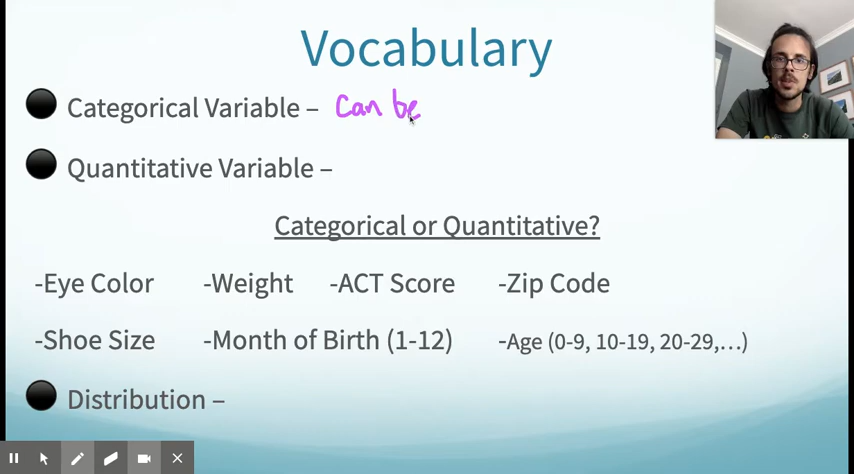 Vocabulary
Categorical Variable – Can be
Quantitative Variable –
Categorical or Quantitative?
-Eye Color -Weight -ACT Score -Zip Code
-Shoe Size -Month of Birth (1-12) -Age (0-9, 10-19, 20-29,...)
Distribution –